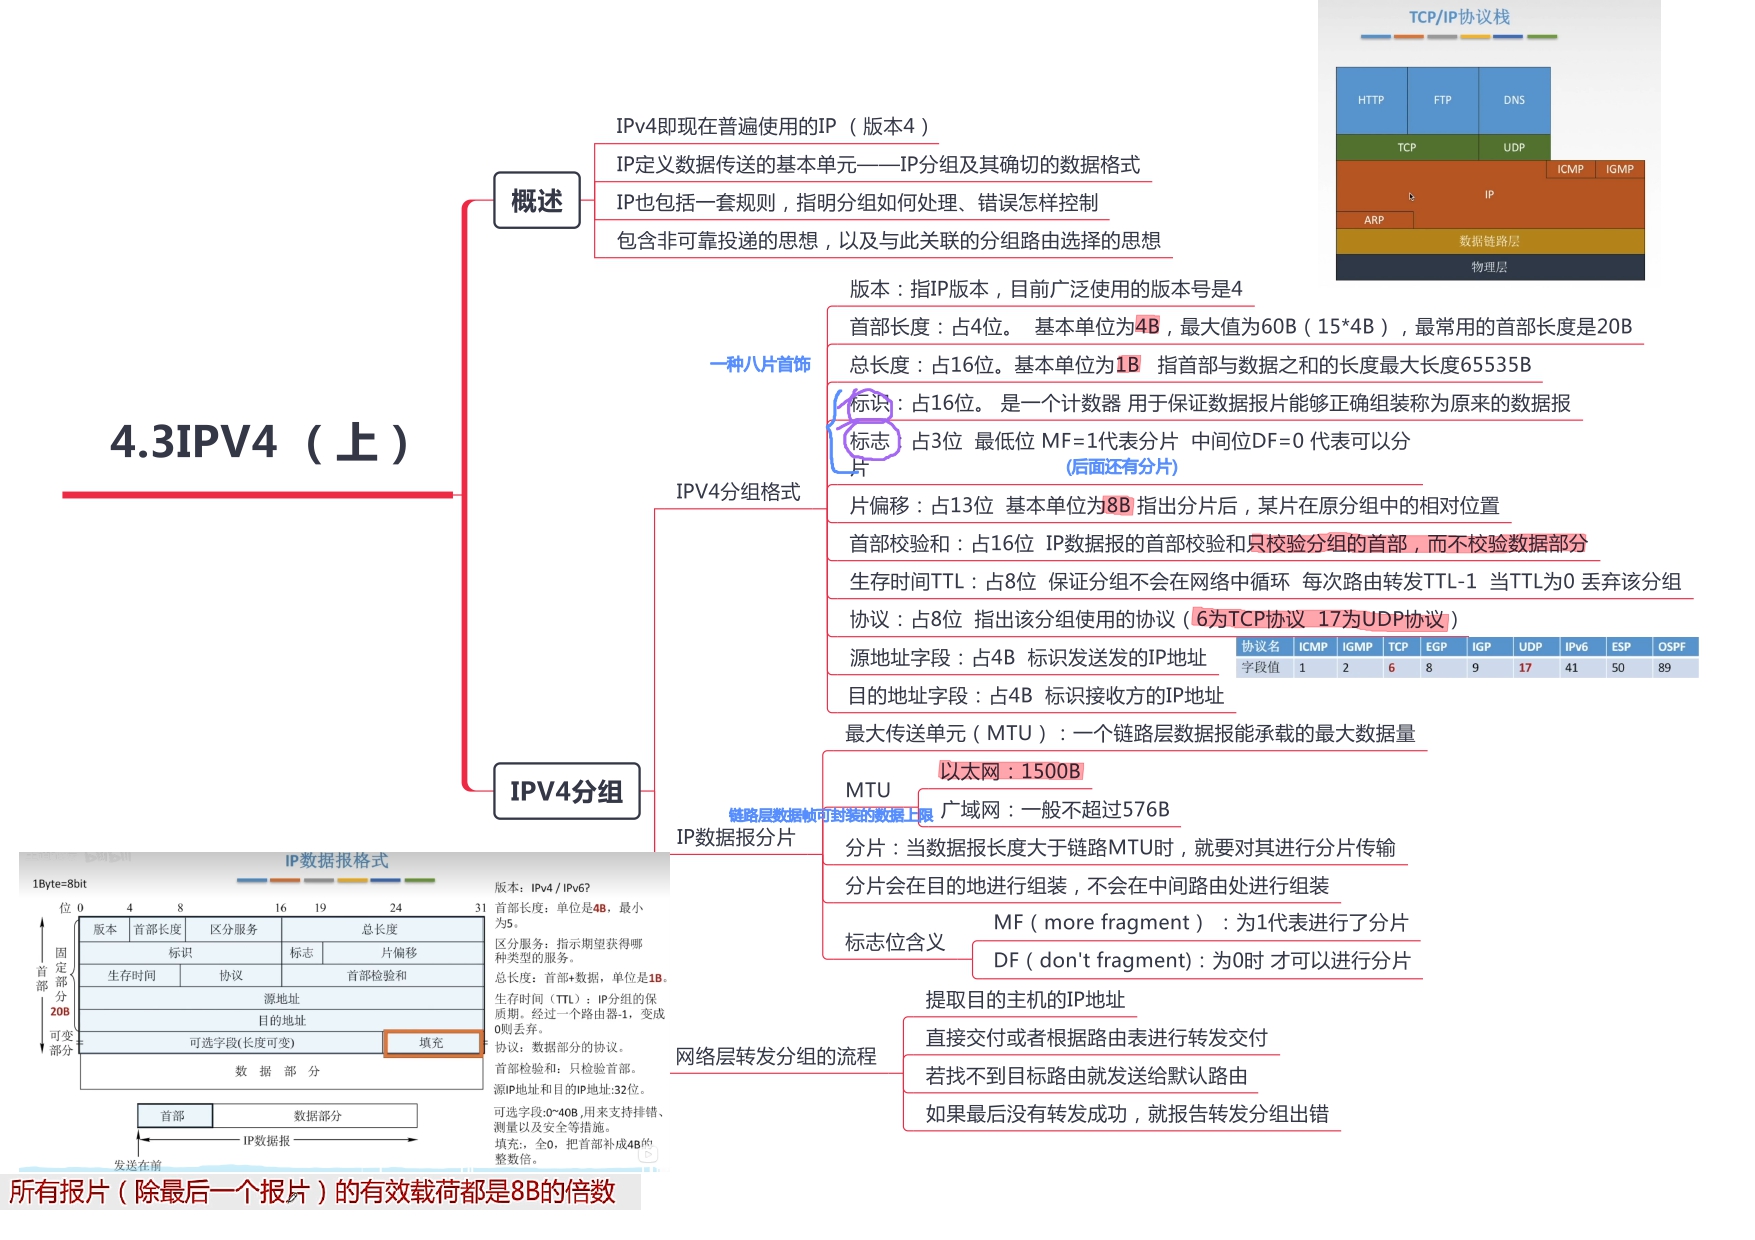 TCP/IP协议栈
HTTP
FTP
DNS
TCP
UDP
ICMP
IGMP
IP
ARP
数据链路层
物理层
4.3IPV4（上）
概述
IPv4即现在普遍使用的IP（版本4）
IP定义数据传送的基本单元——IP分组及其确切的数据格式
IP也包括一套规则，指明分组如何处理、错误怎样控制
包含非可靠投递的思想，以及与此关联的分组路由选择的思想
IPV4分组
IPV4分组格式
一种八片首饰
版本：指IP版本，目前广泛使用的版本号是4
首部长度：占4位。 基本单位为4B，最大值为60B（15*4B），最常用的首部长度是20B
总长度：占16位。基本单位为1B 指首部与数据之和的长度最大长度65535B
标识：占16位。 是一个计数器 用于保证数据报片能够正确组装称为原来的数据报
标志：占3位 最低位 MF=1代表分片 中间位DF=0 代表可以分
片
(后面还有分片)
片偏移：占13位 基本单位为8B 指出分片后，某片在原分组中的相对位置
首部校验和：占16位 IP数据报的首部校验和只校验分组的首部，而不校验数据部分
生存时间TTL：占8位 保证分组不会在网络中循环 每次路由转发TTL-1 当TTL为0 丢弃该分组
协议：占8位 指出该分组使用的协议（6为TCP协议 17为UDP协议）
源地址字段：占4B 标识发送发的IP地址
目的地址字段：占4B 标识接收方的IP地址
协议名 ICMP IGMP TCP EGP IGP UDP IPv6 ESP OSPF
字段值 1 2 6 8 9 17 41 50 89
IP数据报分片
最大传送单元（MTU）：一个链路层数据报能承载的最大数据量
MTU
链路层数据帧可封装的数据上限
以太网：1500B
广域网：一般不超过576B
分片：当数据报长度大于链路MTU时，就要对其进行分片传输
分片会在目的地进行组装，不会在中间路由处进行组装
标志位含义
MF（more fragment）：为1代表进行了分片
DF（don't fragment)：为0时 才可以进行分片
网络层转发分组的流程
提取目的主机的IP地址
直接交付或者根据路由表进行转发交付
若找不到目标路由就发送给默认路由
如果最后没有转发成功，就报告转发分组出错
IP数据报格式
1Byte=8bit
位 0 4 8 16 19 24 31
版本 首部长度 区分服务 总长度
标识 标志 片偏移
生存时间 协议 首部检验和
源地址
目的地址
可选字段(长度可变) 填充
数 据 部 分
首部
固定部分
20B
可变部分
首部 数据部分
IP数据报
发送在前
版本：IPv4 / IPv6?
首部长度：单位是4B，最小
为5。
区分服务：指示期望获得哪
种类型的服务。
总长度：首部+数据，单位是1B。
生存时间（TTL）：IP分组的保
质期。经过一个路由器-1，变成
0则丢弃。
协议：数据部分的协议。
首部检验和：只检验首部。
源IP地址和目的IP地址:32位。
可选字段:0~40B,用来支持排错、
测量以及安全等措施。
填充:，全0，把首部补成4B的
整数倍。
所有报片（除最后一个报片）的有效载荷都是8B的倍数